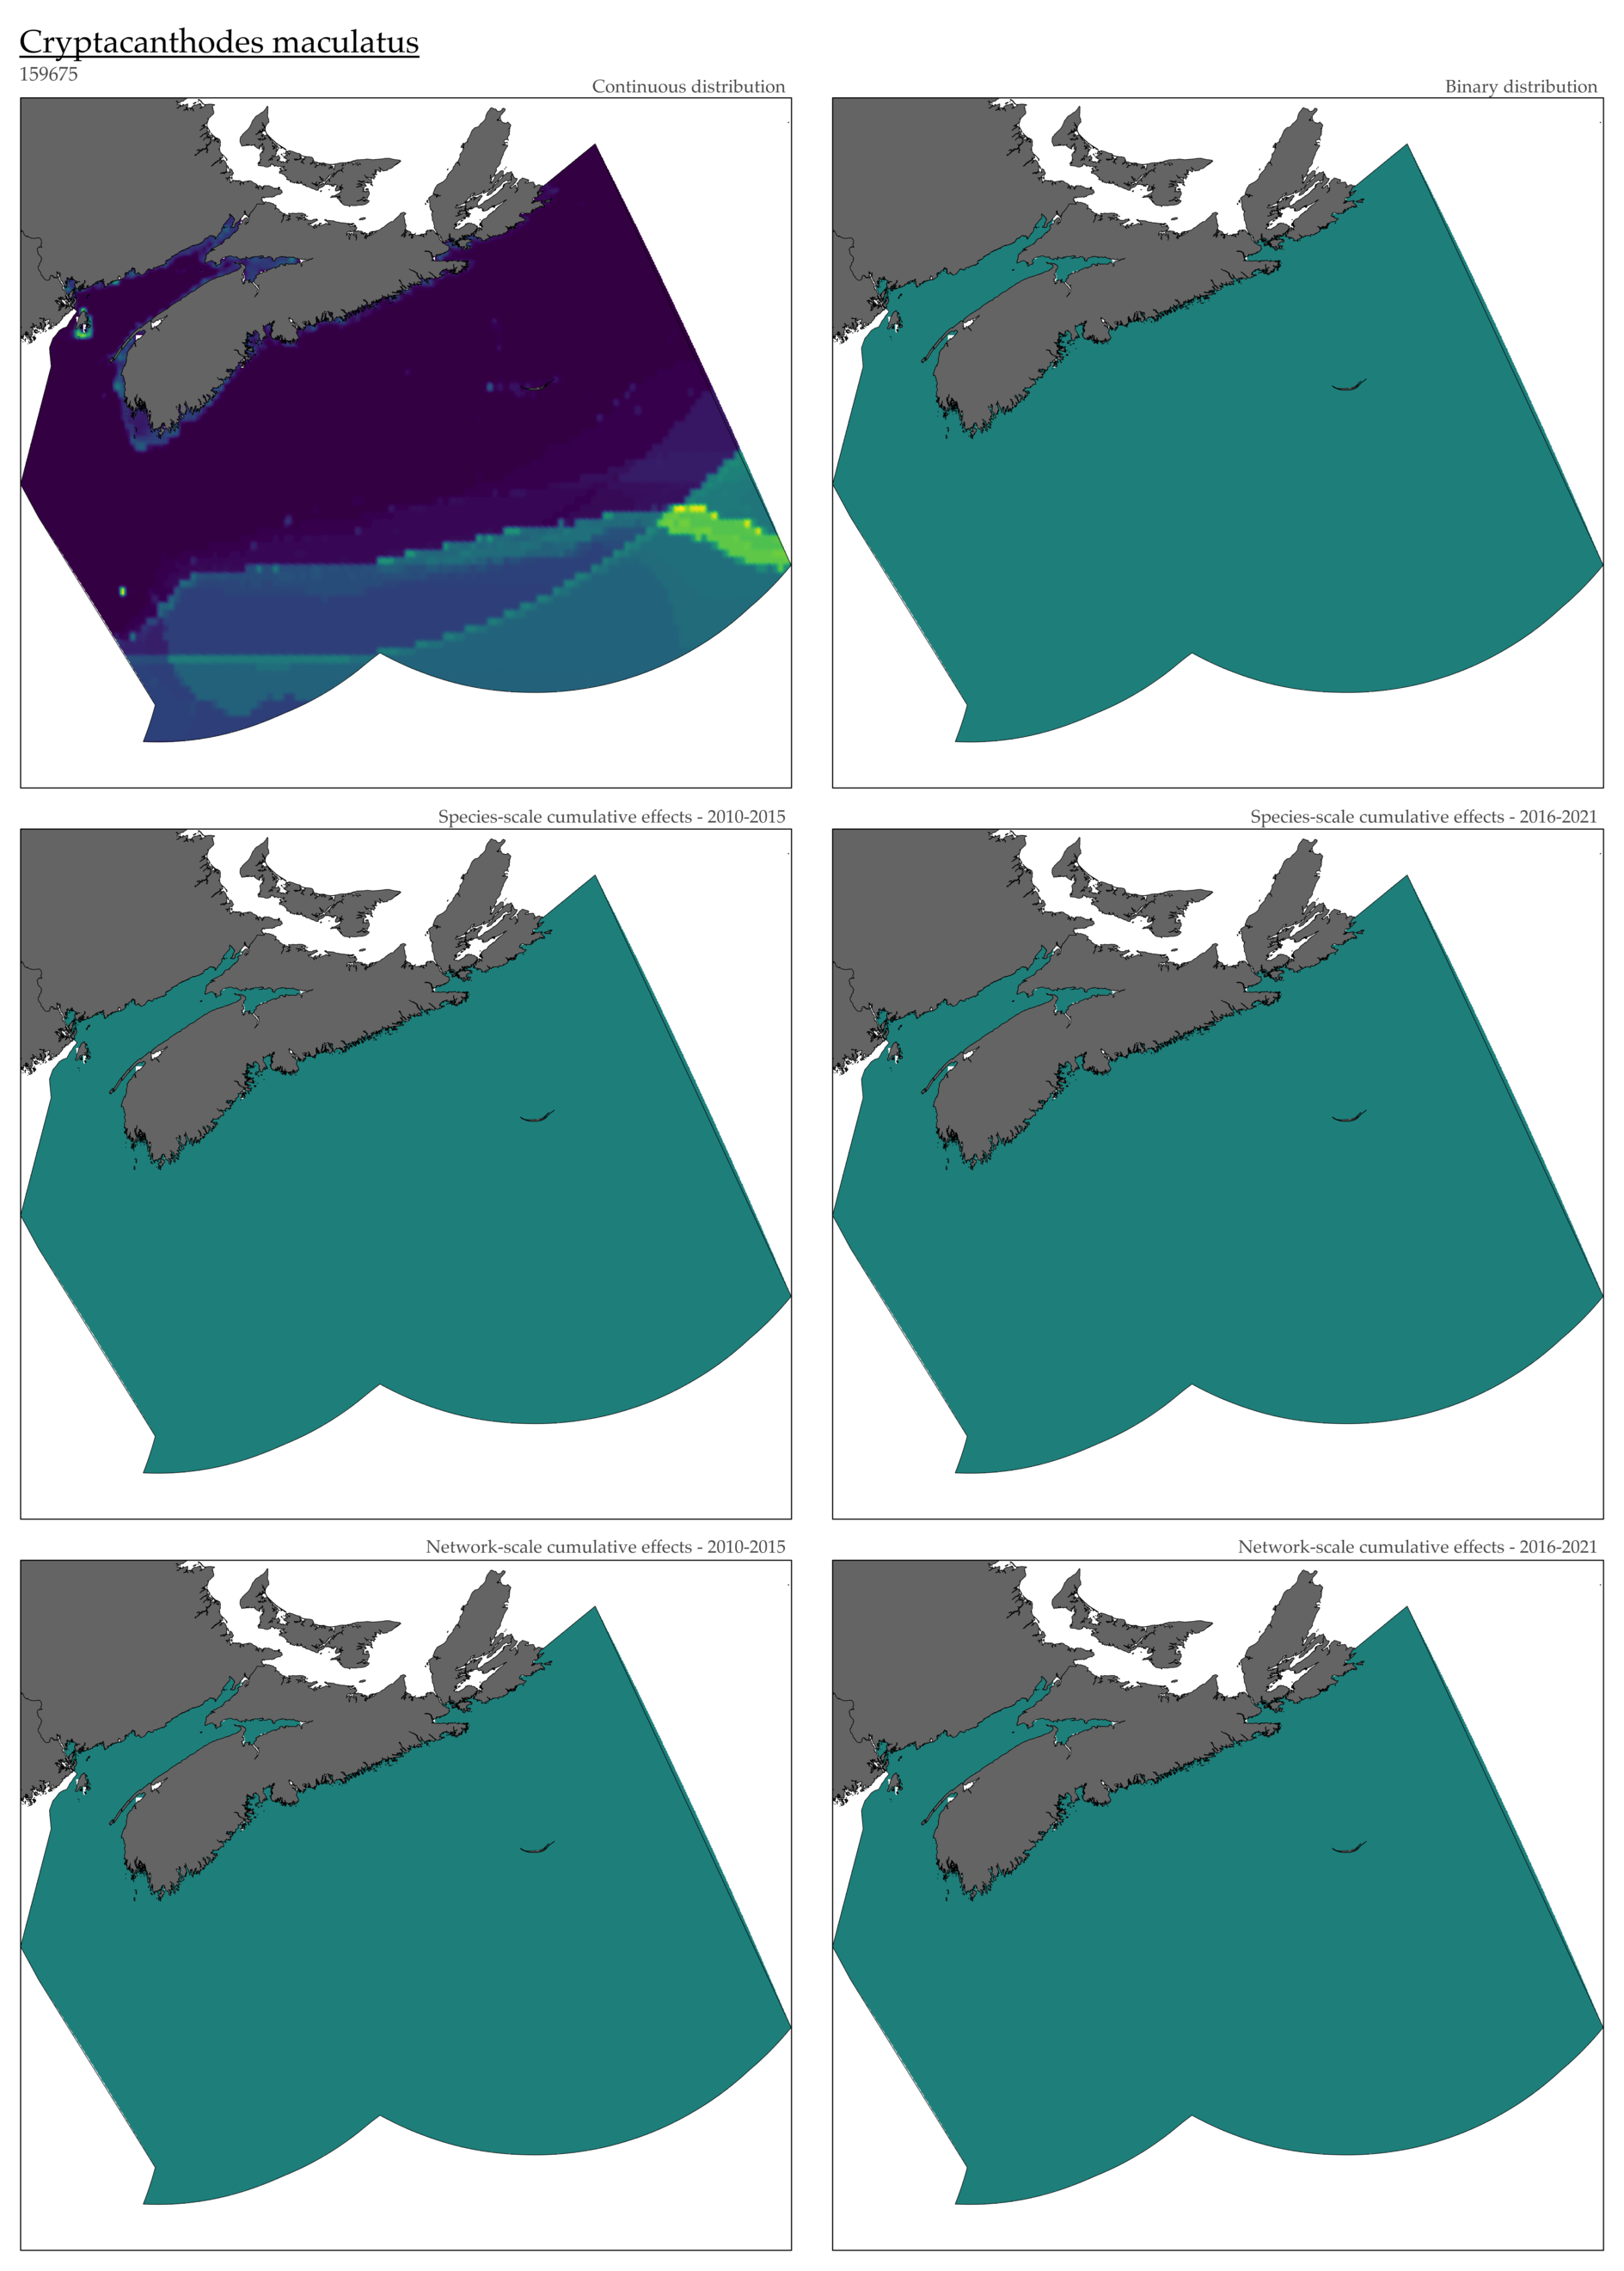 Cryptacanthodes maculatus
159675
Continuous distribution
Binary distribution
Species-scale cumulative effects - 2010-2015
Species-scale cumulative effects - 2016-2021
Network-scale cumulative effects - 2010-2015
Network-scale cumulative effects - 2016-2021